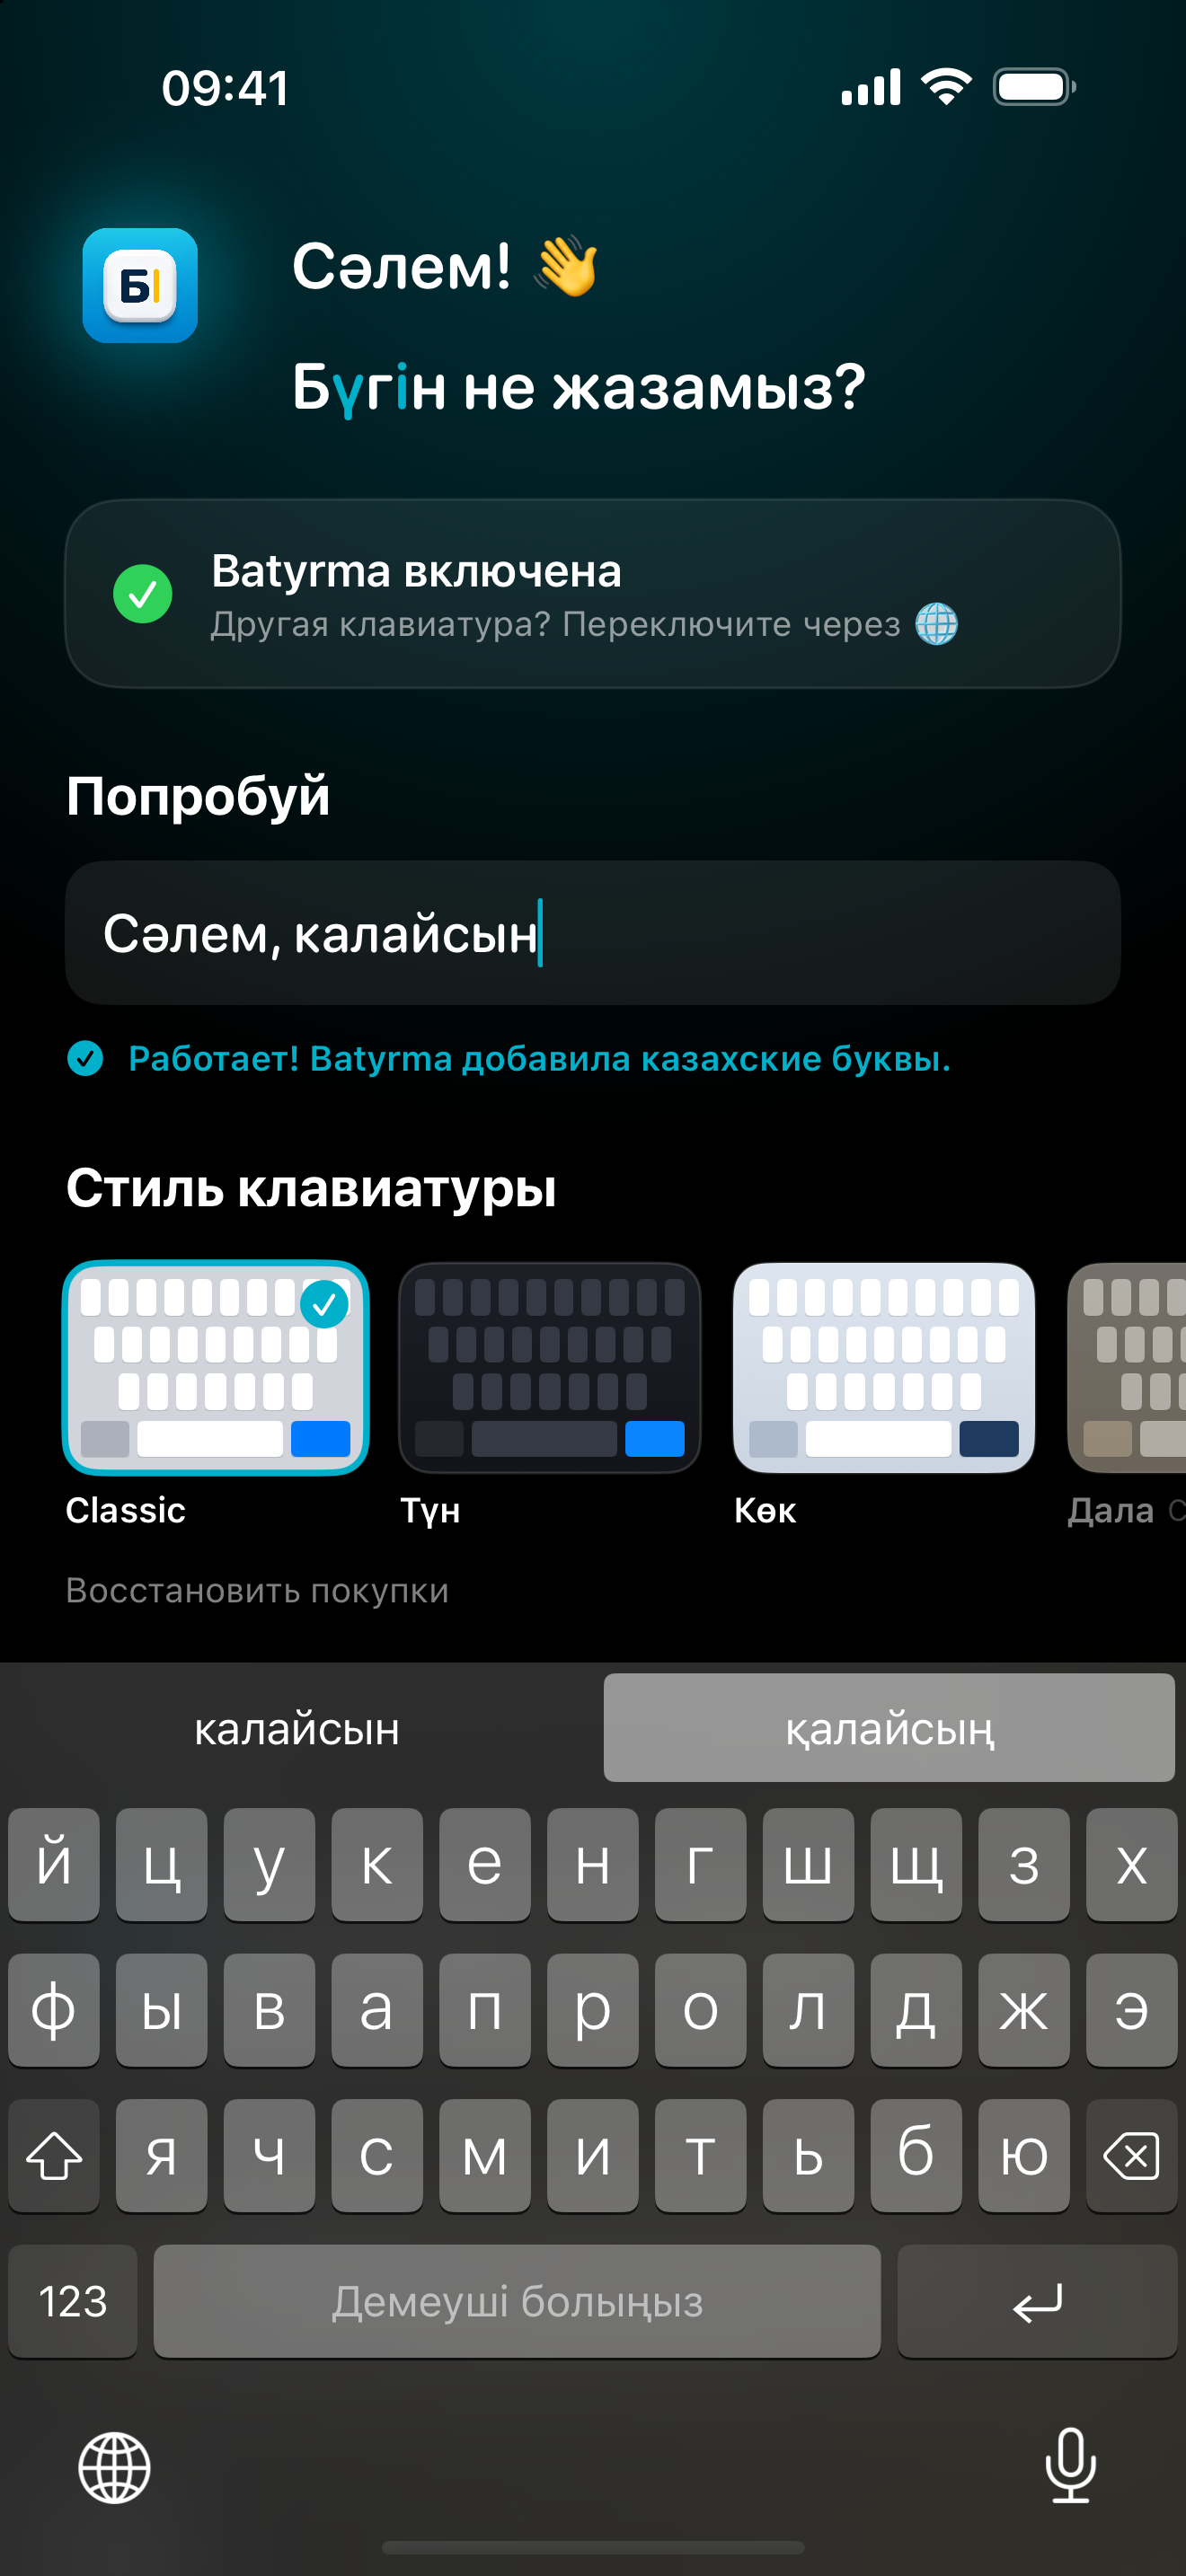 09:41
Б|
Сәлем! 👋
Бүгін не жазамыз?
Batyrma включена
Другая клавиатура? Переключите через 🌐
Попробуй
Сәлем, калайсын
Работает! Batyrma добавила казахские буквы.
Стиль клавиатуры
Classic Түн Көк Дала
Восстановить покупки
калайсын қалайсың
й ц у к е н г ш щ з х
ф ы в а п р о л д ж э
я ч с м и т ь б ю
123 Демеуші болыңыз